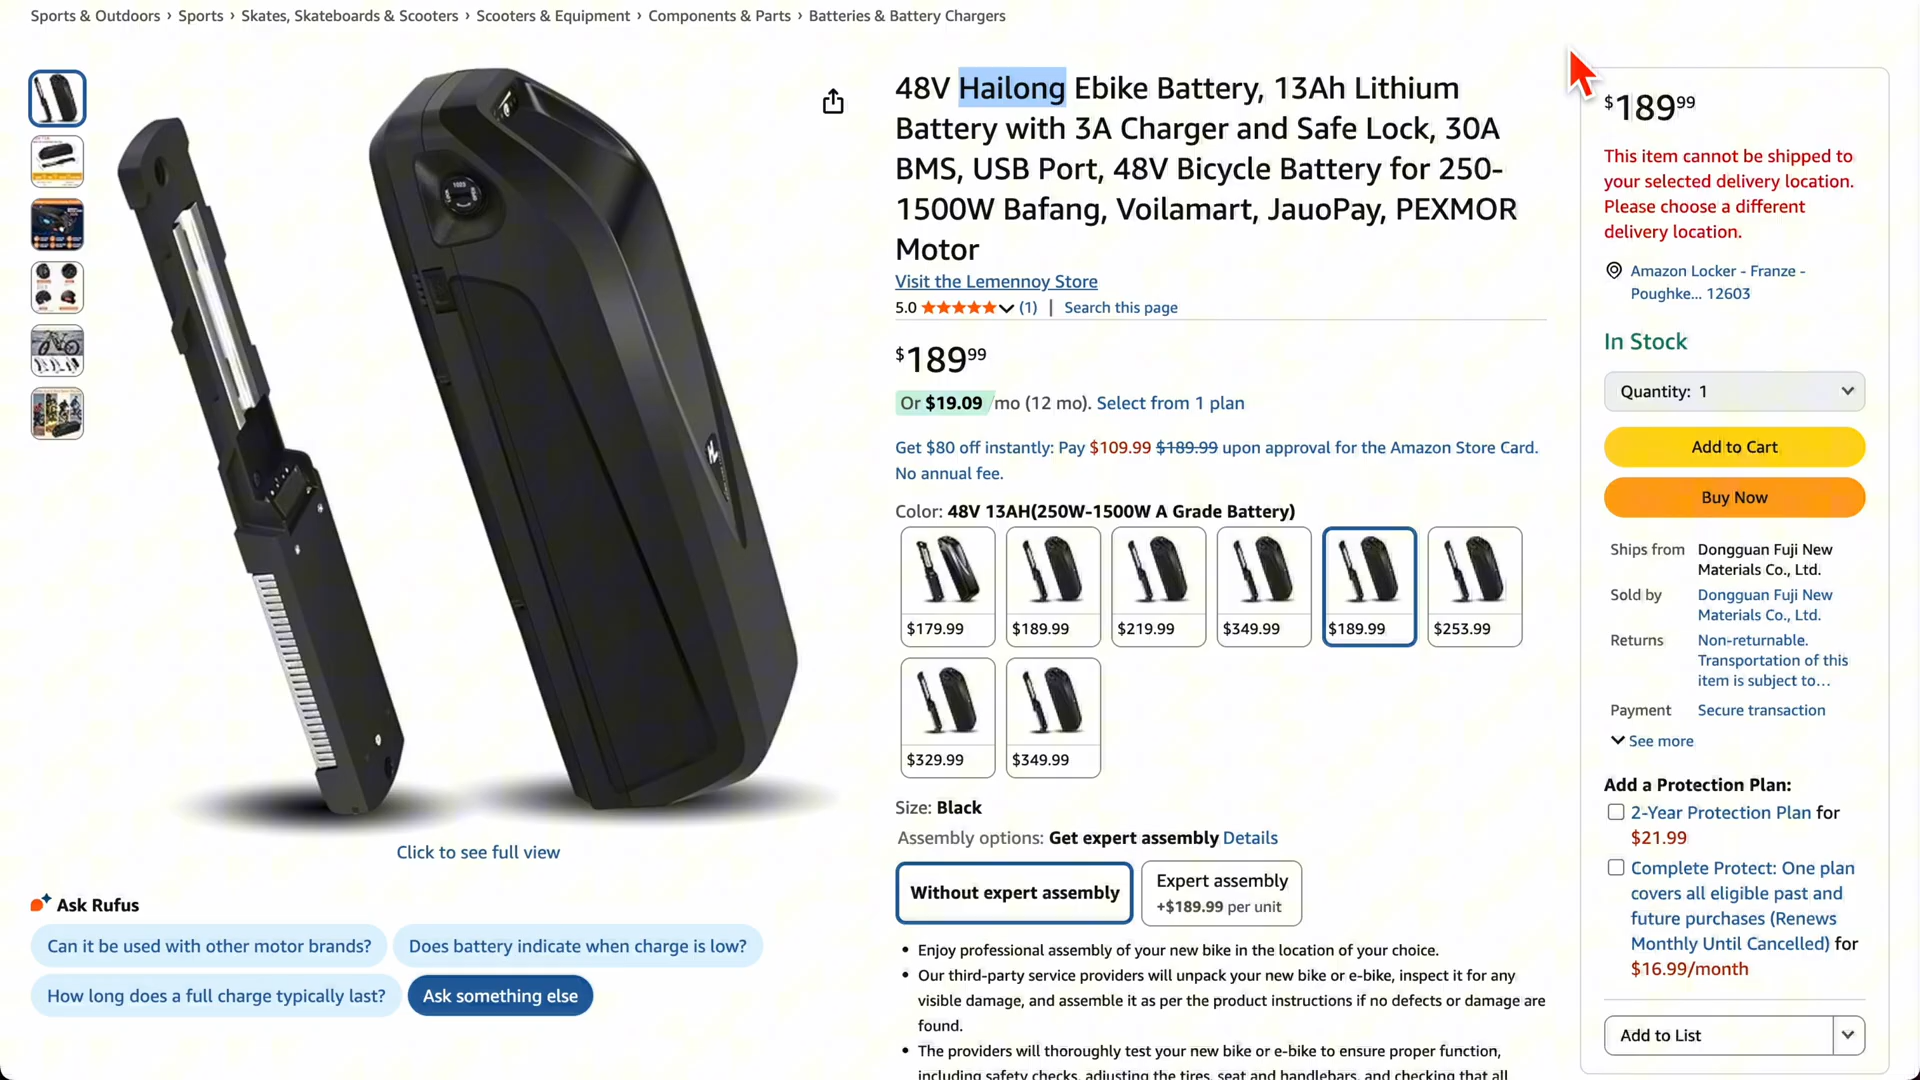 Sports & Outdoors › Sports › Skates, Skateboards & Scooters › Scooters & Equipment › Components & Parts › Batteries & Battery Chargers
48V Hailong Ebike Battery, 13Ah Lithium
Battery with 3A Charger and Safe Lock, 30A
BMS, USB Port, 48V Bicycle Battery for 250-
1500W Bafang, Voilamart, JauoPay, PEXMOR
Motor
Visit the Lemennoy Store
5.0 (1) | Search this page
$189.99
Or $19.09 /mo (12 mo). Select from 1 plan
Get $80 off instantly: Pay $109.99 $189.99 upon approval for the Amazon Store Card.
No annual fee.
Color: 48V 13AH(250W-1500W A Grade Battery)
$179.99
$189.99
$219.99
$349.99
$189.99
$253.99
$329.99
$349.99
Size: Black
Assembly options: Get expert assembly Details
Without expert assembly
Expert assembly
+$189.99 per unit
• Enjoy professional assembly of your new bike in the location of your choice.
• Our third-party service providers will unpack your new bike or e-bike, inspect it for any
visible damage, and assemble it as per the product instructions if no defects or damage are
found.
• The providers will thoroughly test your new bike or e-bike to ensure proper function,
including safety checks, adjusting the tires, seat and handlebars, and checking that all
Click to see full view
Ask Rufus
Can it be used with other motor brands?
Does battery indicate when charge is low?
How long does a full charge typically last?
Ask something else
$189.99
This item cannot be shipped to
your selected delivery location.
Please choose a different
delivery location.
Amazon Locker - Franze -
Poughke... 12603
In Stock
Quantity: 1
Add to Cart
Buy Now
Ships from Dongguan Fuji New
Materials Co., Ltd.
Sold by Dongguan Fuji New
Materials Co., Ltd.
Returns Non-returnable.
Transportation of this
item is subject to…
Payment Secure transaction
See more
Add a Protection Plan:
2-Year Protection Plan for
$21.99
Complete Protect: One plan
covers all eligible past and
future purchases (Renews
Monthly Until Cancelled) for
$16.99/month
Add to List